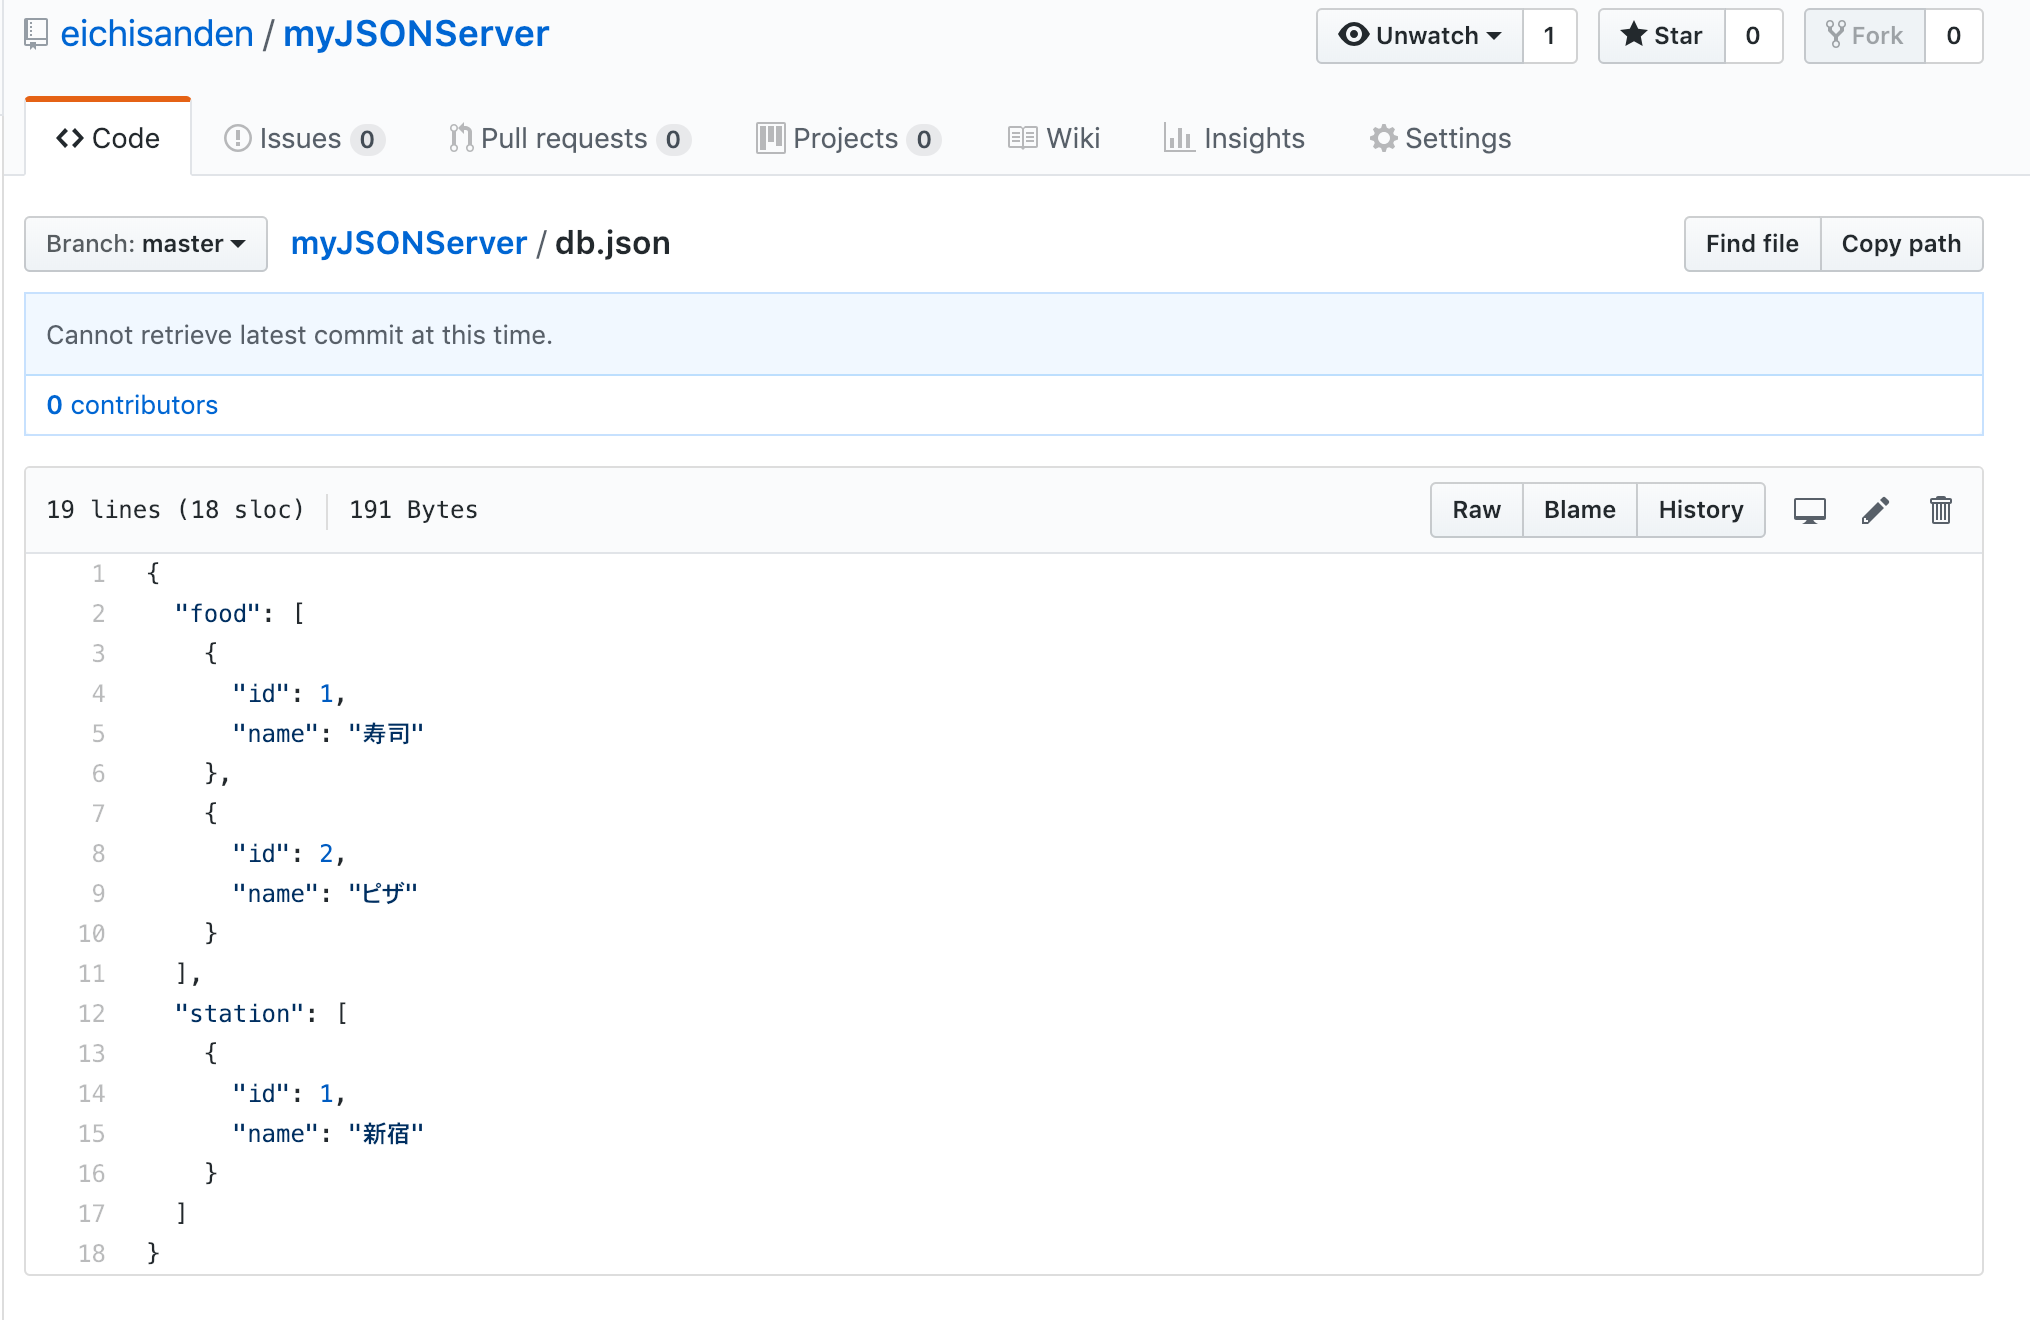 eichisanden / myJSONServer
Unwatch 1 Star 0 Fork 0
Code Issues 0 Pull requests 0 Projects 0 Wiki Insights Settings
Branch: master myJSONServer / db.json Find file Copy path
Cannot retrieve latest commit at this time.
0 contributors
19 lines (18 sloc) 191 Bytes Raw Blame History
1 {
2 "food": [
3 {
4 "id": 1,
5 "name": "寿司"
6 },
7 {
8 "id": 2,
9 "name": "ピザ"
10 }
11 ],
12 "station": [
13 {
14 "id": 1,
15 "name": "新宿"
16 }
17 ]
18 }